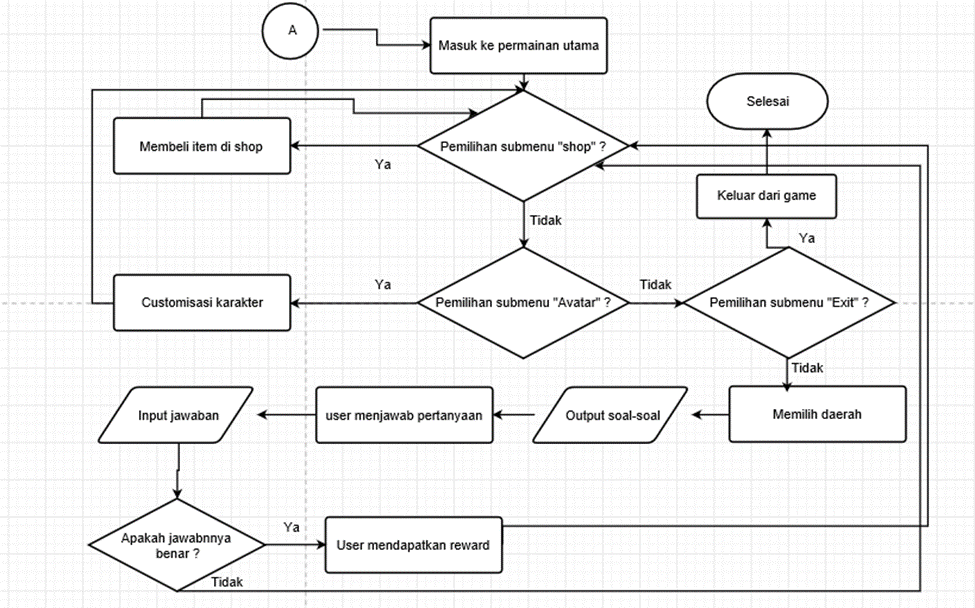 A
Masuk ke permainan utama
Selesai
Membeli item di shop
Pemilihan submenu "shop" ?
Ya
Keluar dari game
Tidak
Ya
Customisasi karakter
Ya
Pemilihan submenu "Avatar" ?
Tidak
Pemilihan submenu "Exit" ?
Tidak
Input jawaban
user menjawab pertanyaan
Output soal-soal
Memilih daerah
Apakah jawabnnya
benar ?
Ya
User mendapatkan reward
Tidak